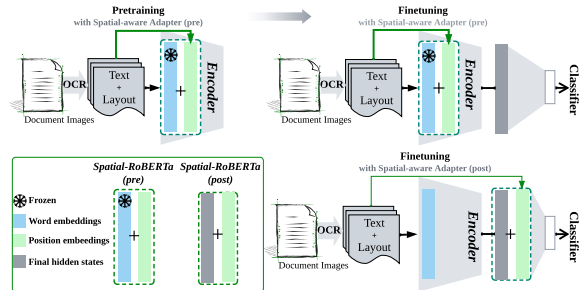 Pretraining
with Spatial-aware Adapter (pre)
OCR
Text
+
Layout
+
Encoder
Document Images
Finetuning
with Spatial-aware Adapter (pre)
OCR
Text
+
Layout
+
Encoder
Classifier
Document Images
Spatial-RoBERTa
(pre)
Spatial-RoBERTa
(post)
Frozen
Word embeddings
Position embeedings
Final hidden states
+
+
Finetuning
with Spatial-aware Adapter (post)
OCR
Text
+
Layout
Encoder
+
Classifier
Document Images